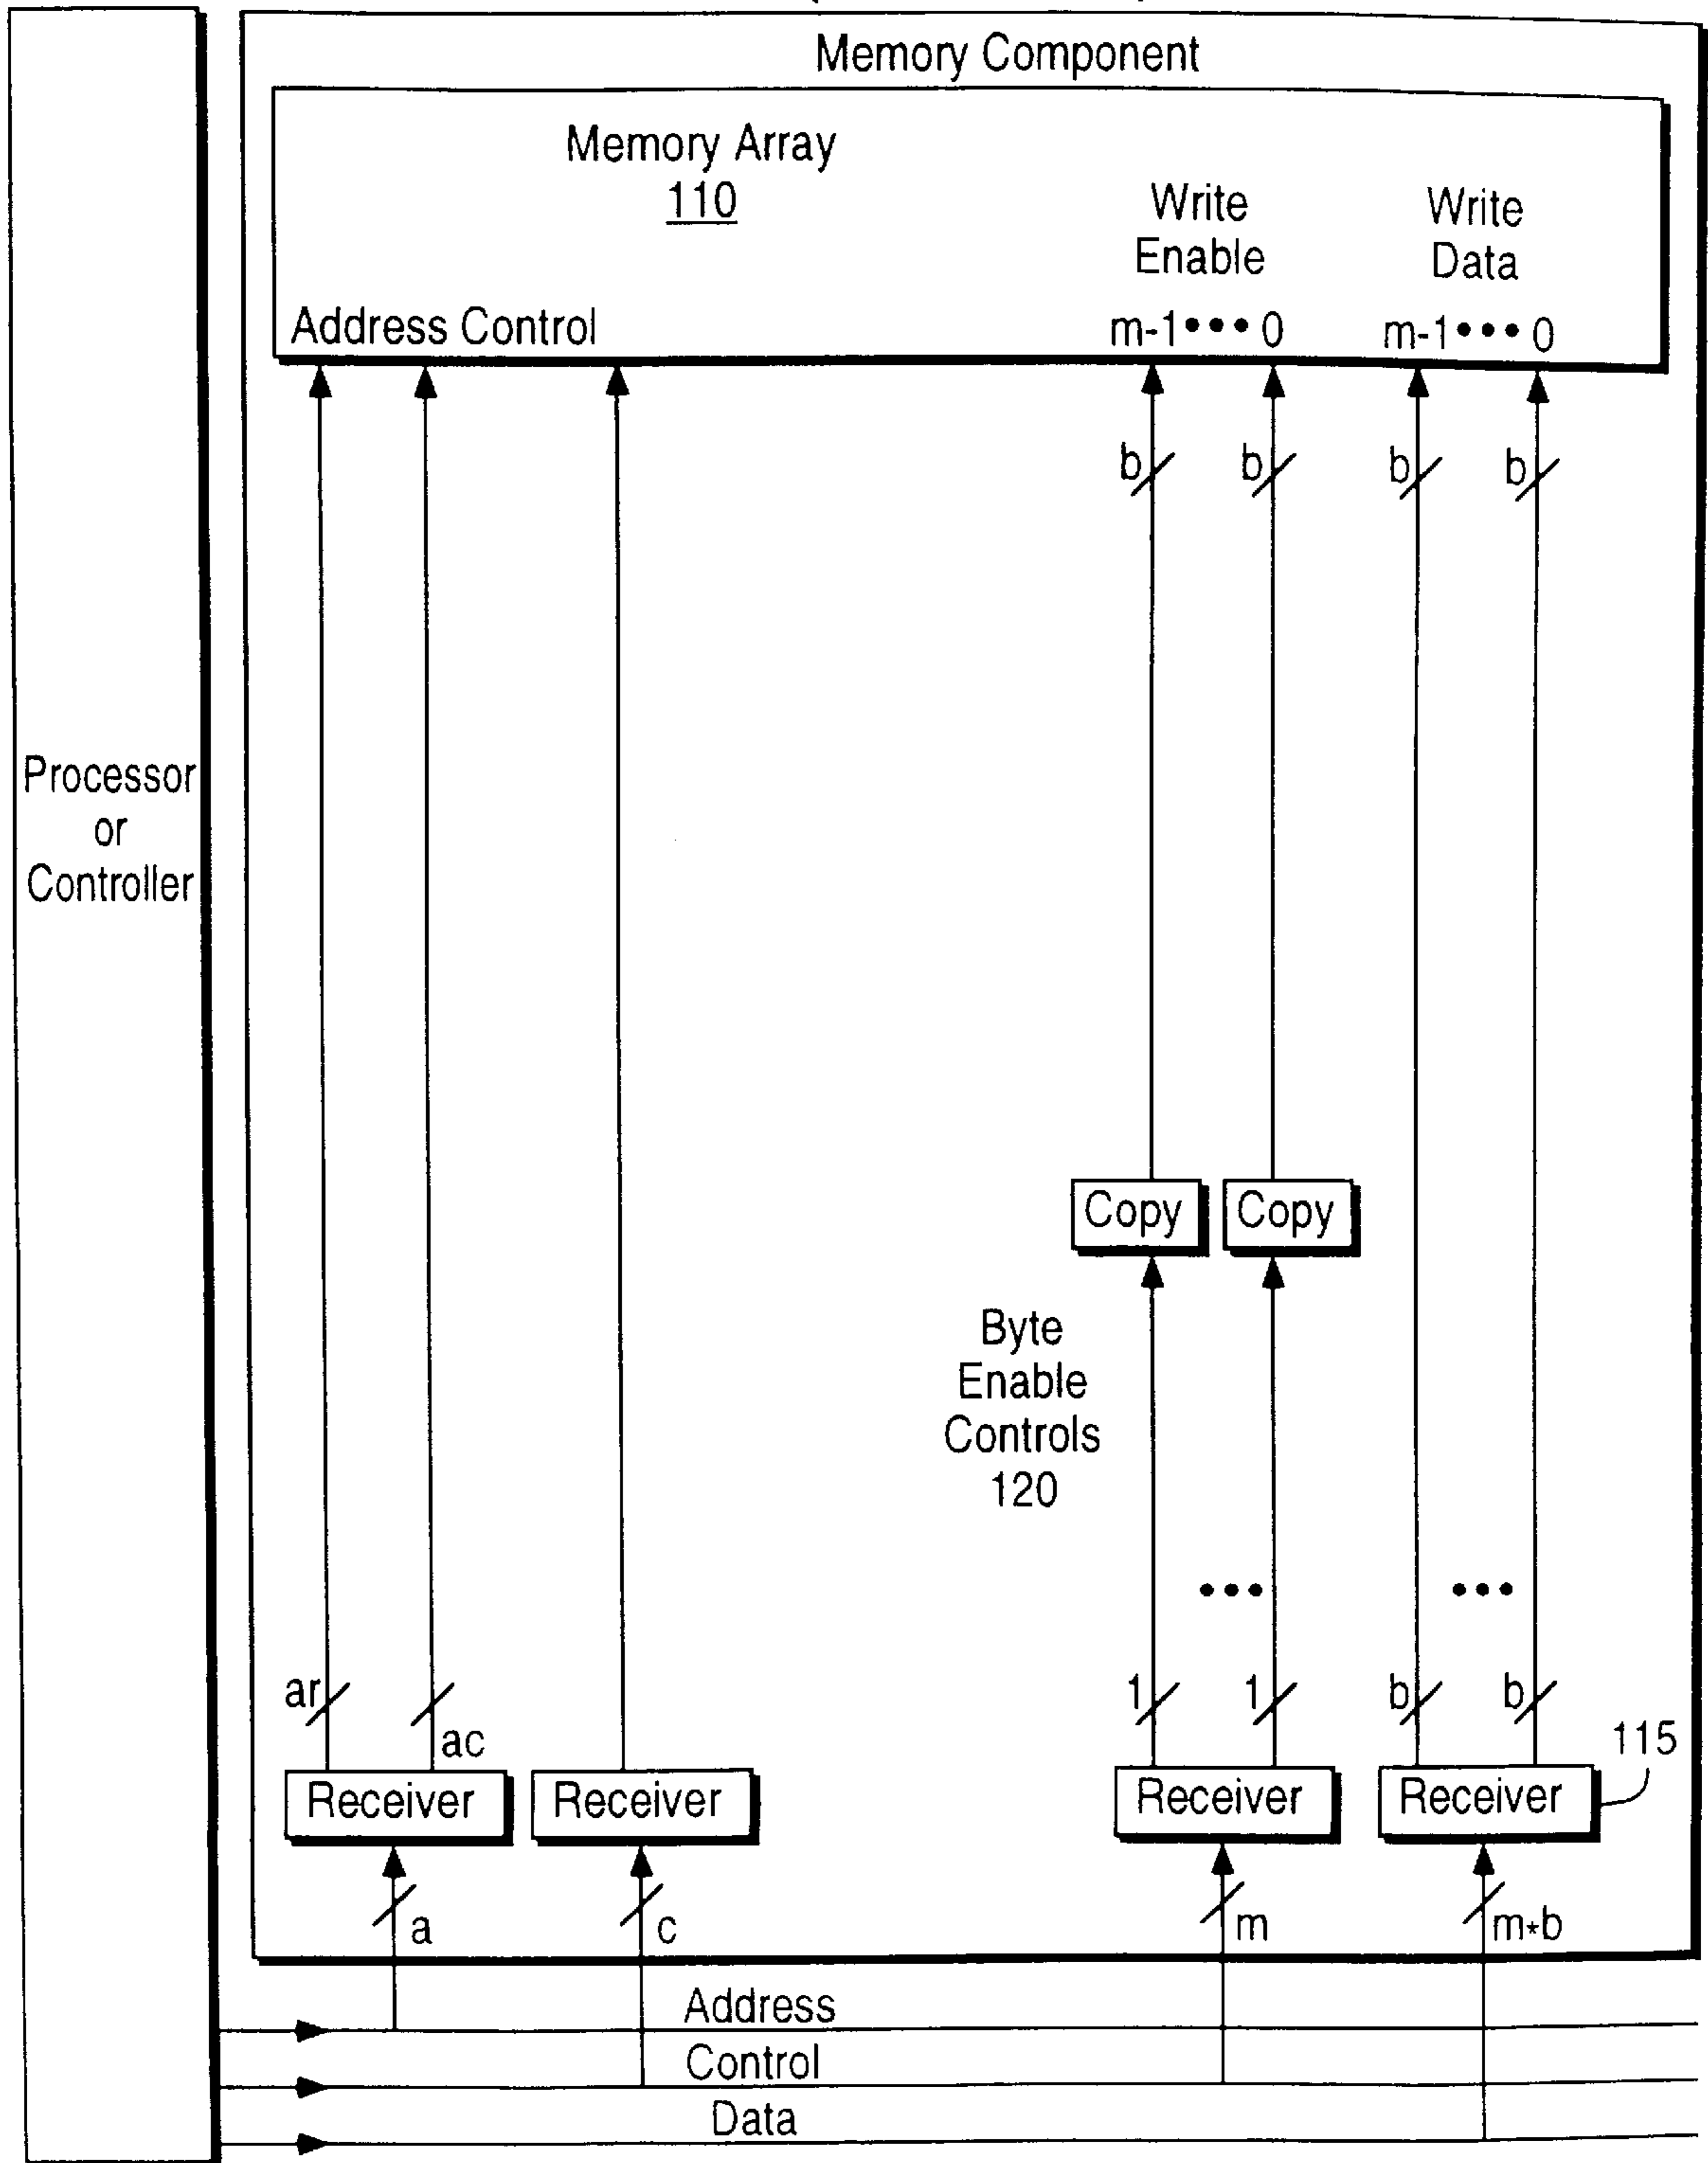 Memory Component
Memory Array
110
Write
Enable
Write
Data
Address Control
m-1•••0
m-1•••0
b
b
b
b
Processor
or
Controller
Copy
Copy
Byte
Enable
Controls
120
•••
•••
ar
ac
1
1
b
b
115
Receiver
Receiver
Receiver
Receiver
a
c
m
m*b
Address
Control
Data